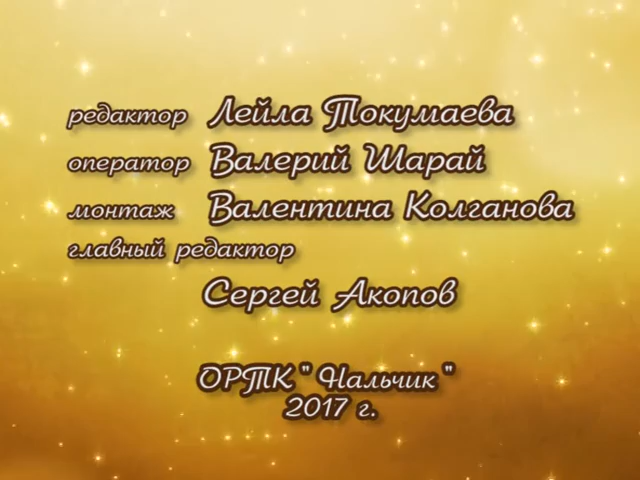 редактор Лейла Токумаева
оператор Валерий Шарай
монтаж Валентина Колганова
главный редактор
Сергей Акопов
ОРТК " Нальчик "
2017 г.